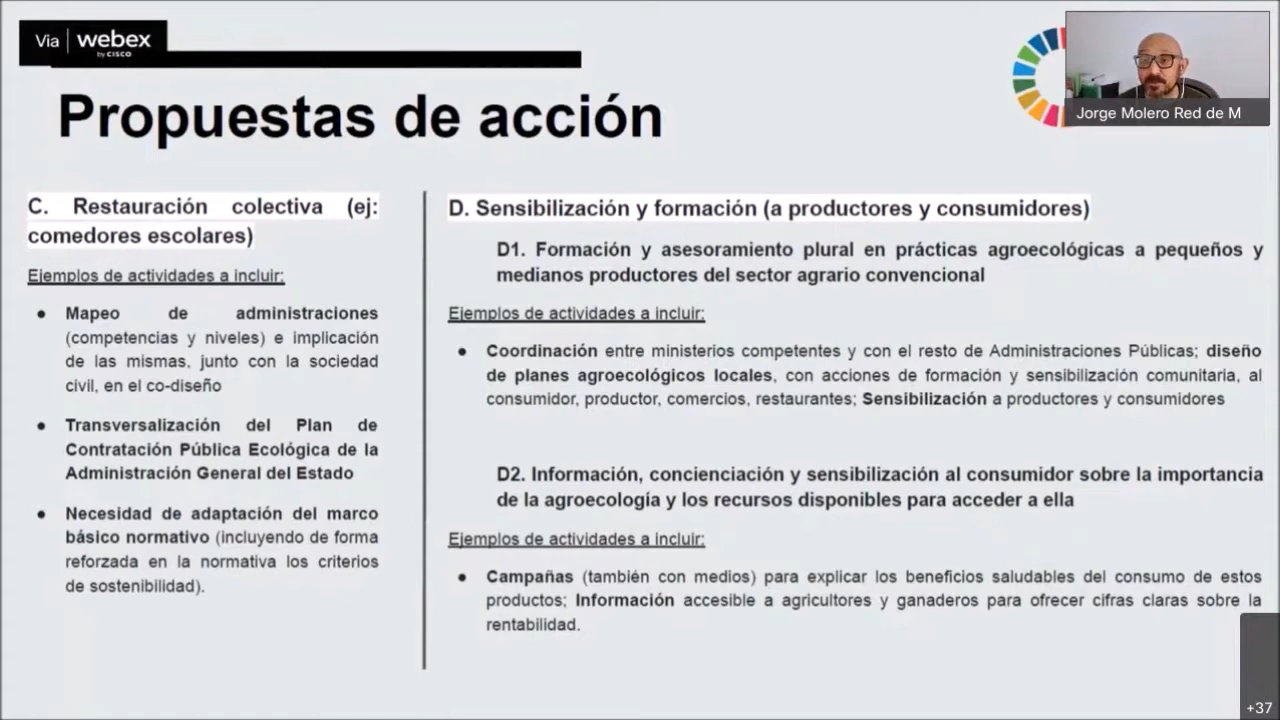 Via webex
by CISCO
Jorge Molero Red de M
Propuestas de acción
C. Restauración colectiva (ej:
comedores escolares)
Ejemplos de actividades a incluir:
● Mapeo de administraciones
(competencias y niveles) e implicación
de las mismas, junto con la sociedad
civil, en el co-diseño
● Transversalización del Plan de
Contratación Pública Ecológica de la
Administración General del Estado
● Necesidad de adaptación del marco
básico normativo (incluyendo de forma
reforzada en la normativa los criterios
de sostenibilidad).
D. Sensibilización y formación (a productores y consumidores)
D1. Formación y asesoramiento plural en prácticas agroecológicas a pequeños y
medianos productores del sector agrario convencional
Ejemplos de actividades a incluir:
● Coordinación entre ministerios competentes y con el resto de Administraciones Públicas; diseño
de planes agroecológicos locales, con acciones de formación y sensibilización comunitaria, al
consumidor, productor, comercios, restaurantes; Sensibilización a productores y consumidores
D2. Información, concienciación y sensibilización al consumidor sobre la importancia
de la agroecología y los recursos disponibles para acceder a ella
Ejemplos de actividades a incluir:
● Campañas (también con medios) para explicar los beneficios saludables del consumo de estos
productos; Información accesible a agricultores y ganaderos para ofrecer cifras claras sobre la
rentabilidad.
+37